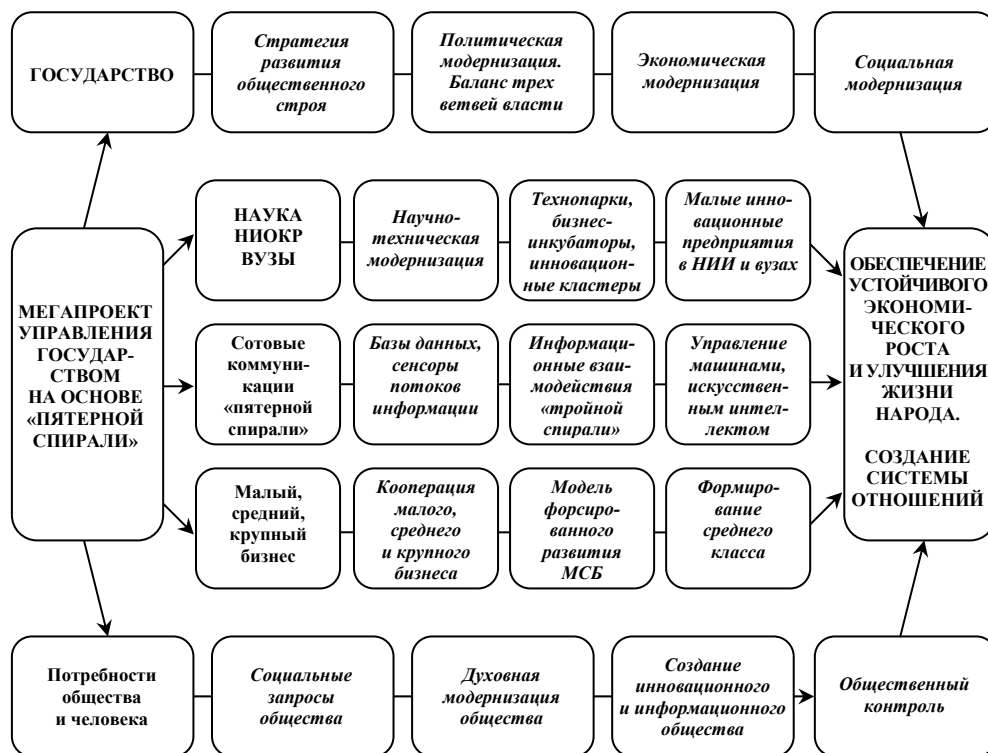 ГОСУДАРСТВО
Стратегия
развития
общественного
строя
Политическая
модернизация.
Баланс трех
ветвей власти
Экономическая
модернизация
Социальная
модернизация
МЕГАПРОЕКТ
УПРАВЛЕНИЯ
ГОСУДАР-
СТВОМ
НА ОСНОВЕ
«ПЯТЕРНОЙ
СПИРАЛИ»
НАУКА
НИОКР
ВУЗЫ
Научно-
техническая
модернизация
Технопарки,
бизнес-
инкубаторы,
инновацион-
ные кластеры
Малые инно-
вационные
предприятия
в НИИ и вузах
Сотовые
коммуни-
кации
«пятерной
спирали»
Базы данных,
сенсоры
потоков
информации
Информаци-
онные взаи-
модействия
«тройной
спирали»
Управление
машинами,
искусствен-
ным интел-
лектом
Малый,
средний,
крупный
бизнес
Кооперация
малого,
среднего
и крупного
бизнеса
Модель
форсиро-
ванного
развития
МСБ
Формиро-
вание
среднего
класса
ОБЕСПЕЧЕНИЕ
УСТОЙЧИВОГО
ЭКОНОМИ-
ЧЕСКОГО
РОСТА
И УЛУЧШЕНИЯ
ЖИЗНИ
НАРОДА.
СОЗДАНИЕ
СИСТЕМЫ
ОТНОШЕНИЙ
Потребности
общества
и человека
Социальные
запросы
общества
Духовная
модернизация
общества
Создание
инновационного
и информационного
общества
Общественный
контроль